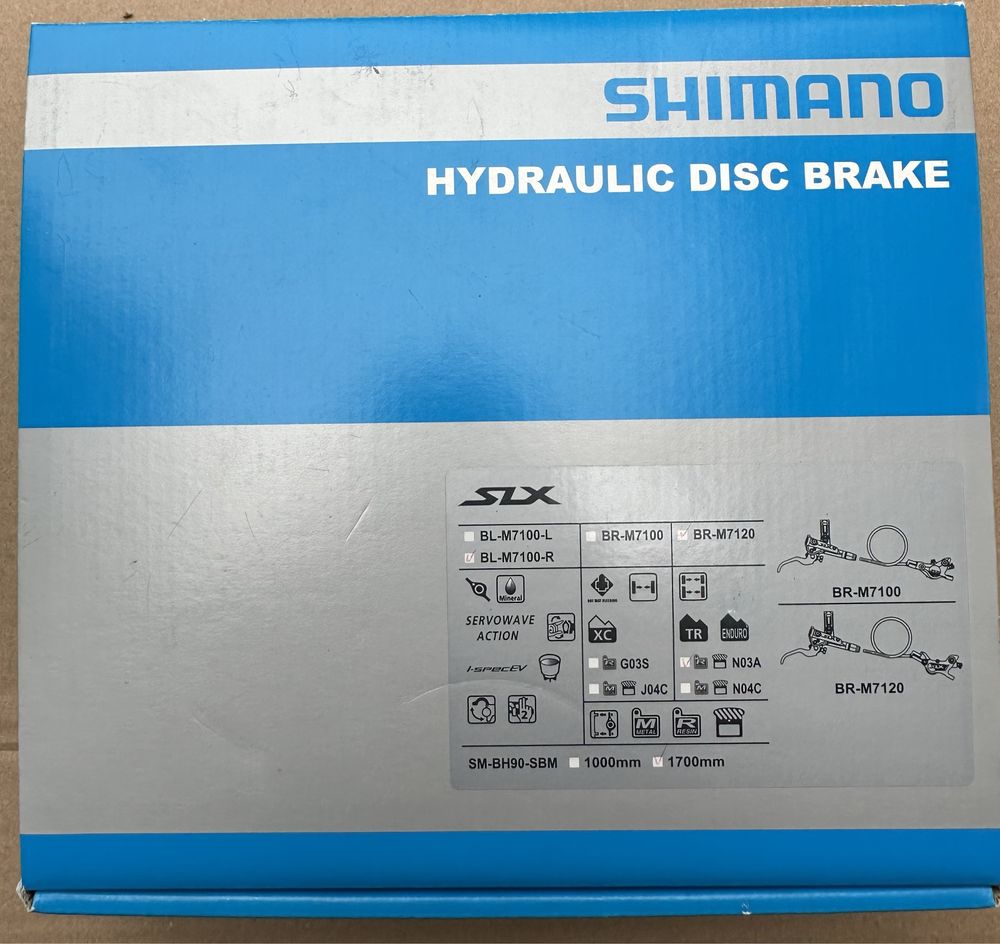 SHIMANO
HYDRAULIC DISC BRAKE
SLX
BL-M7100-L
BL-M7100-R
BR-M7100
BR-M7120
Mineral
SERVOWAVE
ACTION
i-specEV
2
XC
TR
ENDURO
G03S
N03A
M
J04C
M
N04C
M
METAL
R
RESIN
SM-BH90-SBM 1000mm 1700mm
BR-M7100
BR-M7120